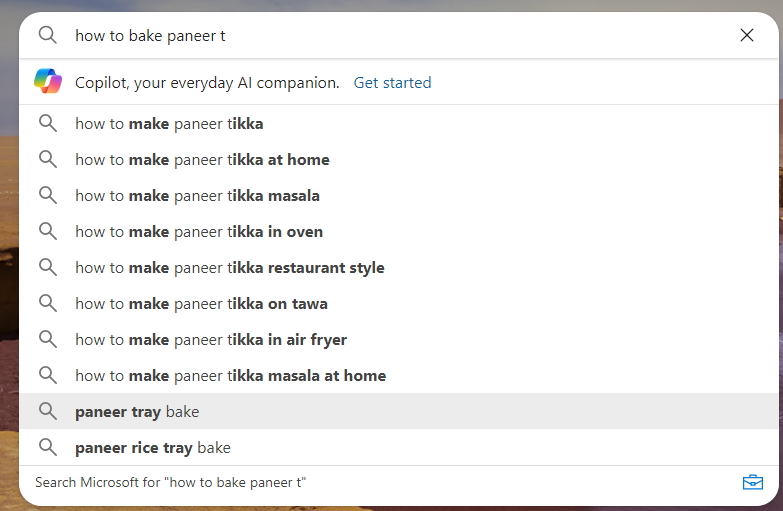 how to bake paneer t
Copilot, your everyday AI companion. Get started
how to make paneer tikka
how to make paneer tikka at home
how to make paneer tikka masala
how to make paneer tikka in oven
how to make paneer tikka restaurant style
how to make paneer tikka on tawa
how to make paneer tikka in air fryer
how to make paneer tikka masala at home
paneer tray bake
paneer rice tray bake
Search Microsoft for "how to bake paneer t"